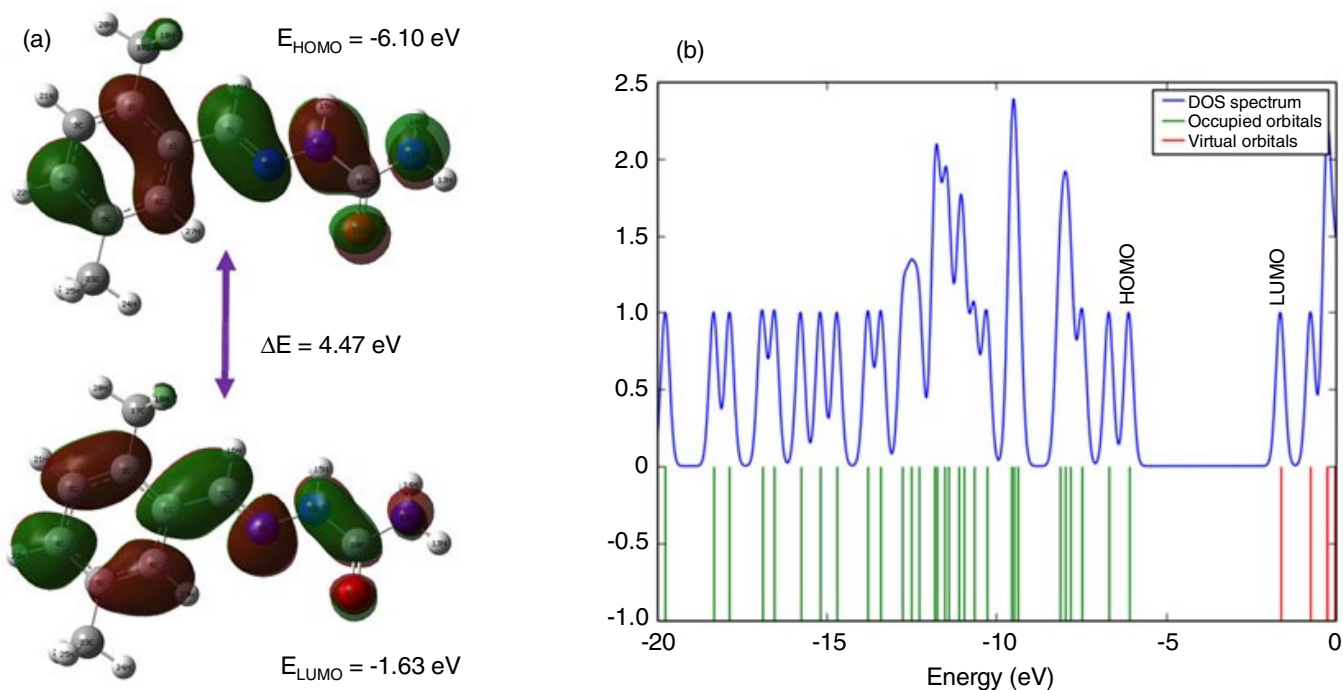 (a)
E_HOMO = -6.10 eV
ΔE = 4.47 eV
E_LUMO = -1.63 eV
(b)
DOS spectrum
Occupied orbitals
Virtual orbitals
HOMO
LUMO
2.5
2.0
1.5
1.0
0.5
0
-0.5
-1.0
-20 -15 -10 -5 0
Energy (eV)